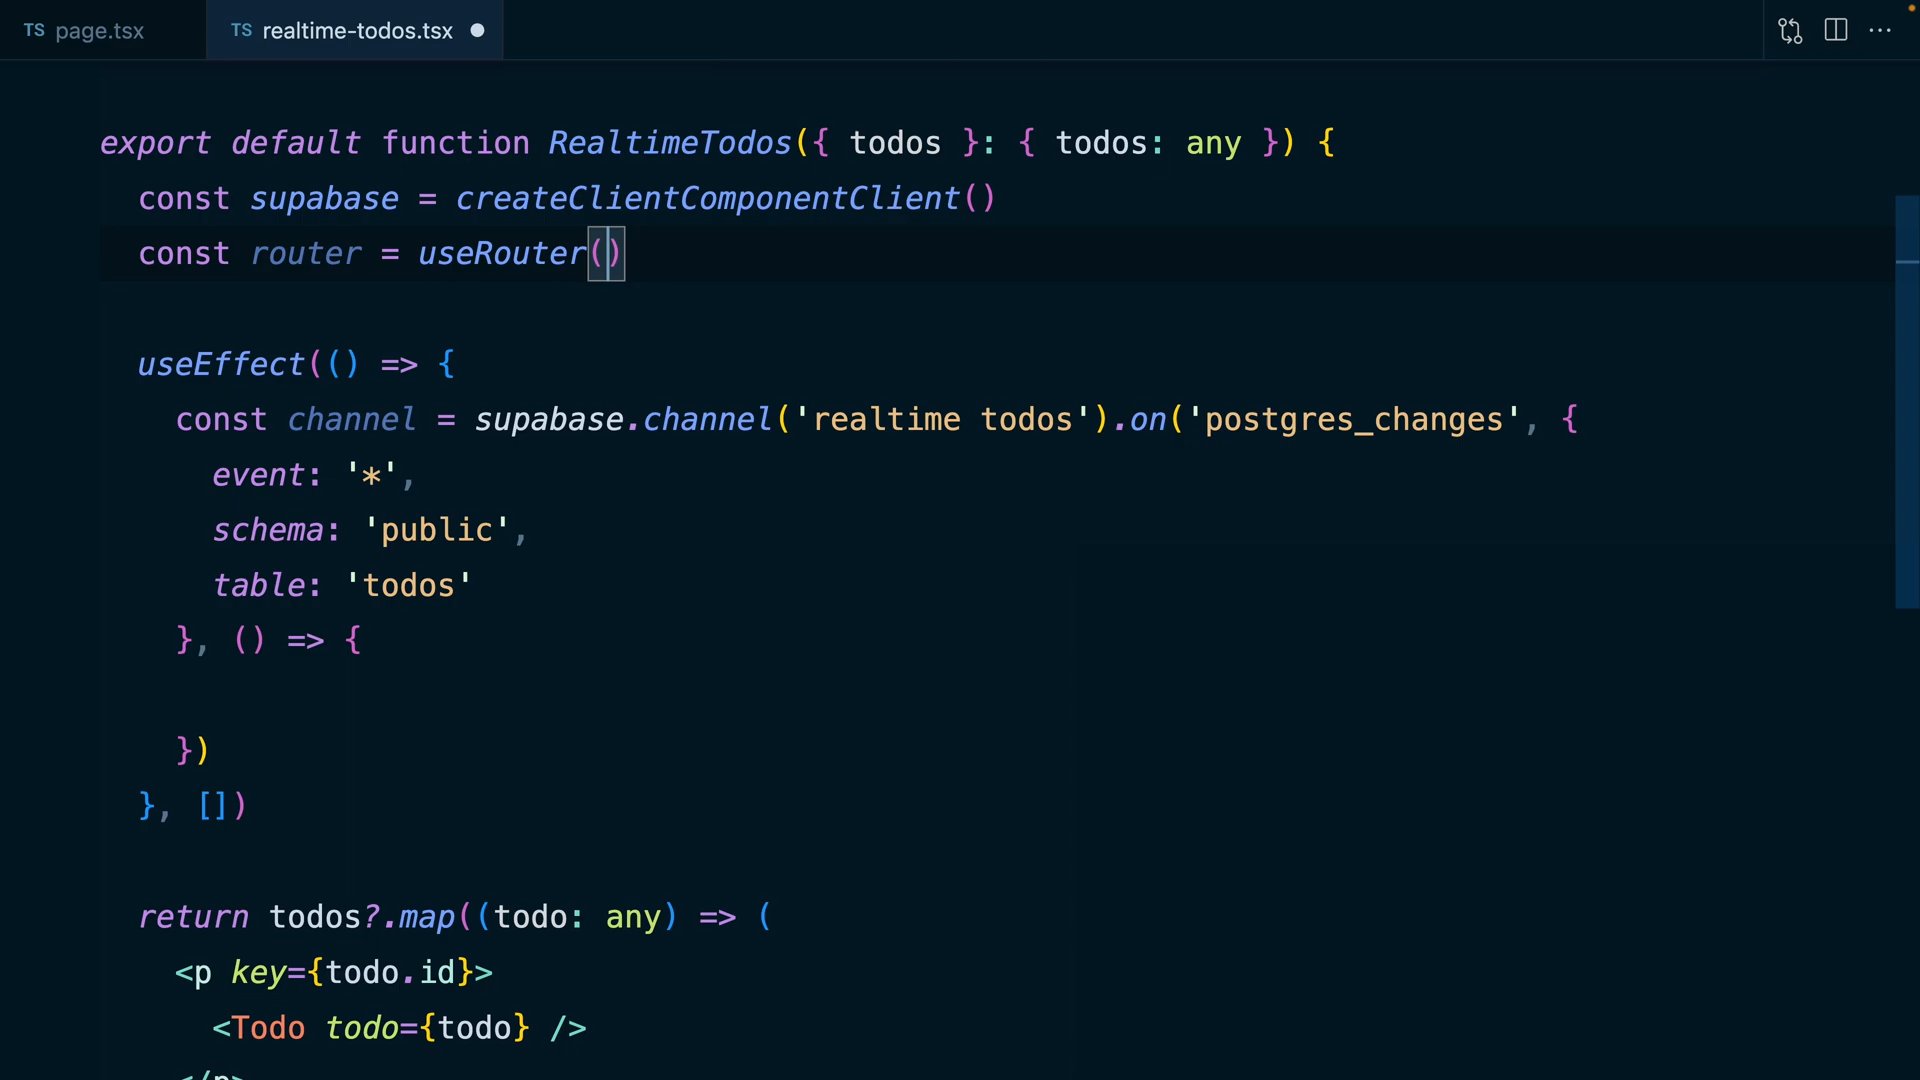 TS page.tsx
TS realtime-todos.tsx
export default function RealtimeTodos({ todos }: { todos: any }) {
const supabase = createClientComponentClient()
const router = useRouter()
useEffect(() => {
const channel = supabase.channel('realtime todos').on('postgres_changes', {
event: '*',
schema: 'public',
table: 'todos'
}, () => {
})
}, [])
return todos?.map((todo: any) => (
<p key={todo.id}>
<Todo todo={todo} />
</p>